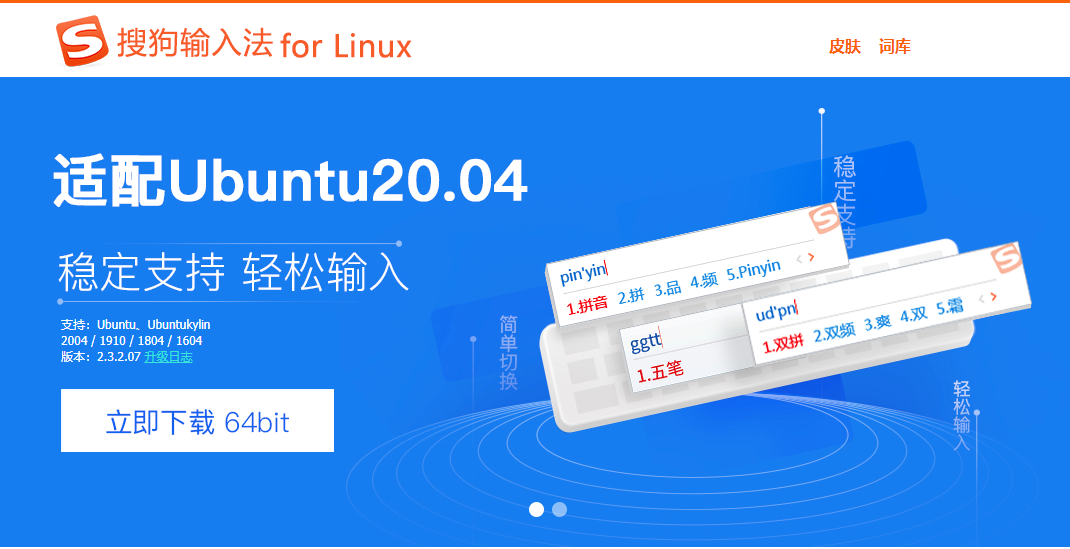 搜狗输入法 for Linux
皮肤 词库
适配Ubuntu20.04
稳定支持 轻松输入
支持：Ubuntu、Ubuntukylin
2004 / 1910 / 1804 / 1604
版本：2.3.2.07 升级日志
立即下载 64bit
稳定支持
pin'yin
1.拼音 2.拼 3.品 4.频 5.Pinyin
ud'pn
1.双拼 2.双频 3.爽 4.双 5.霜
ggtt
1.五笔
简单切换
轻松输入